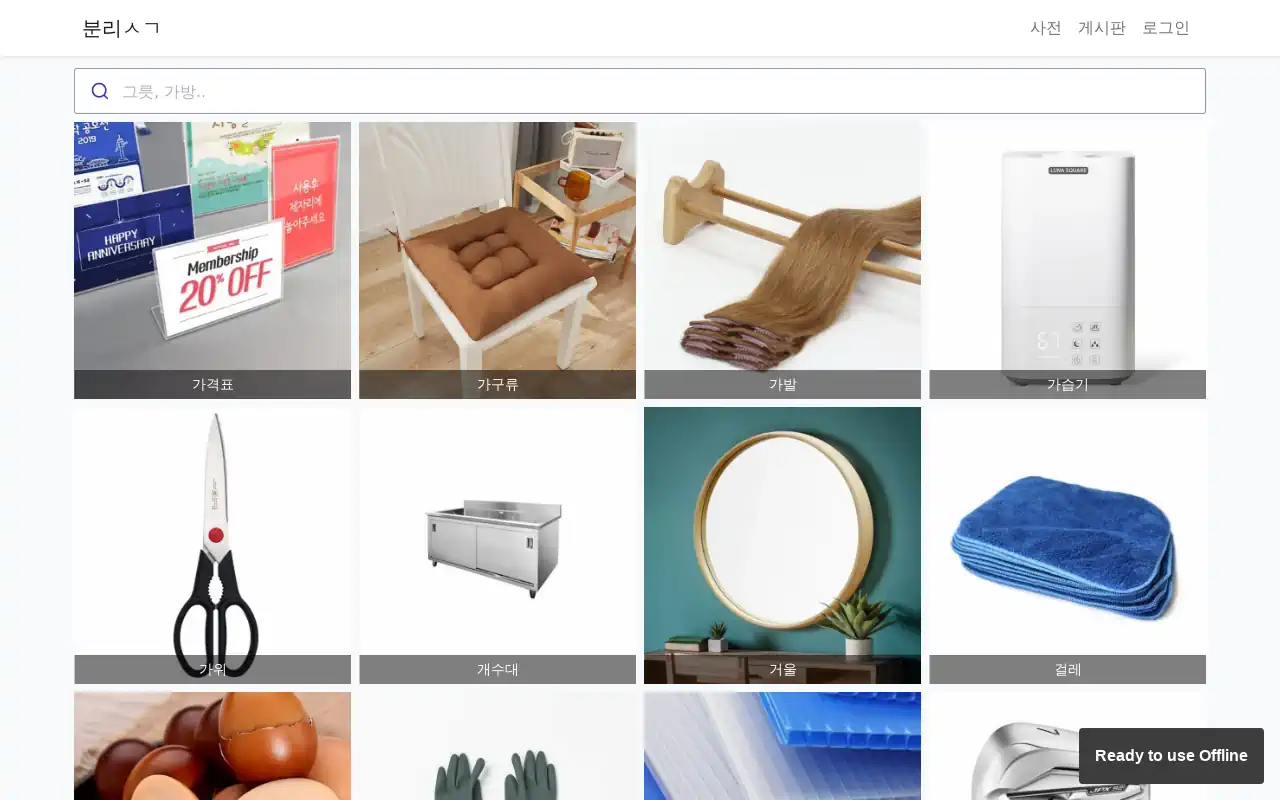 분리ㅅㄱ
사전 게시판 로그인
그릇, 가방..
2019
HAPPY
ANNIVERSARY
Membership
20% OFF
사용후
제자리에
놓아주세요
LUNA SQUARE
가격표
가구류
가발
가습기
가위
개수대
거울
걸레
Ready to use Offline